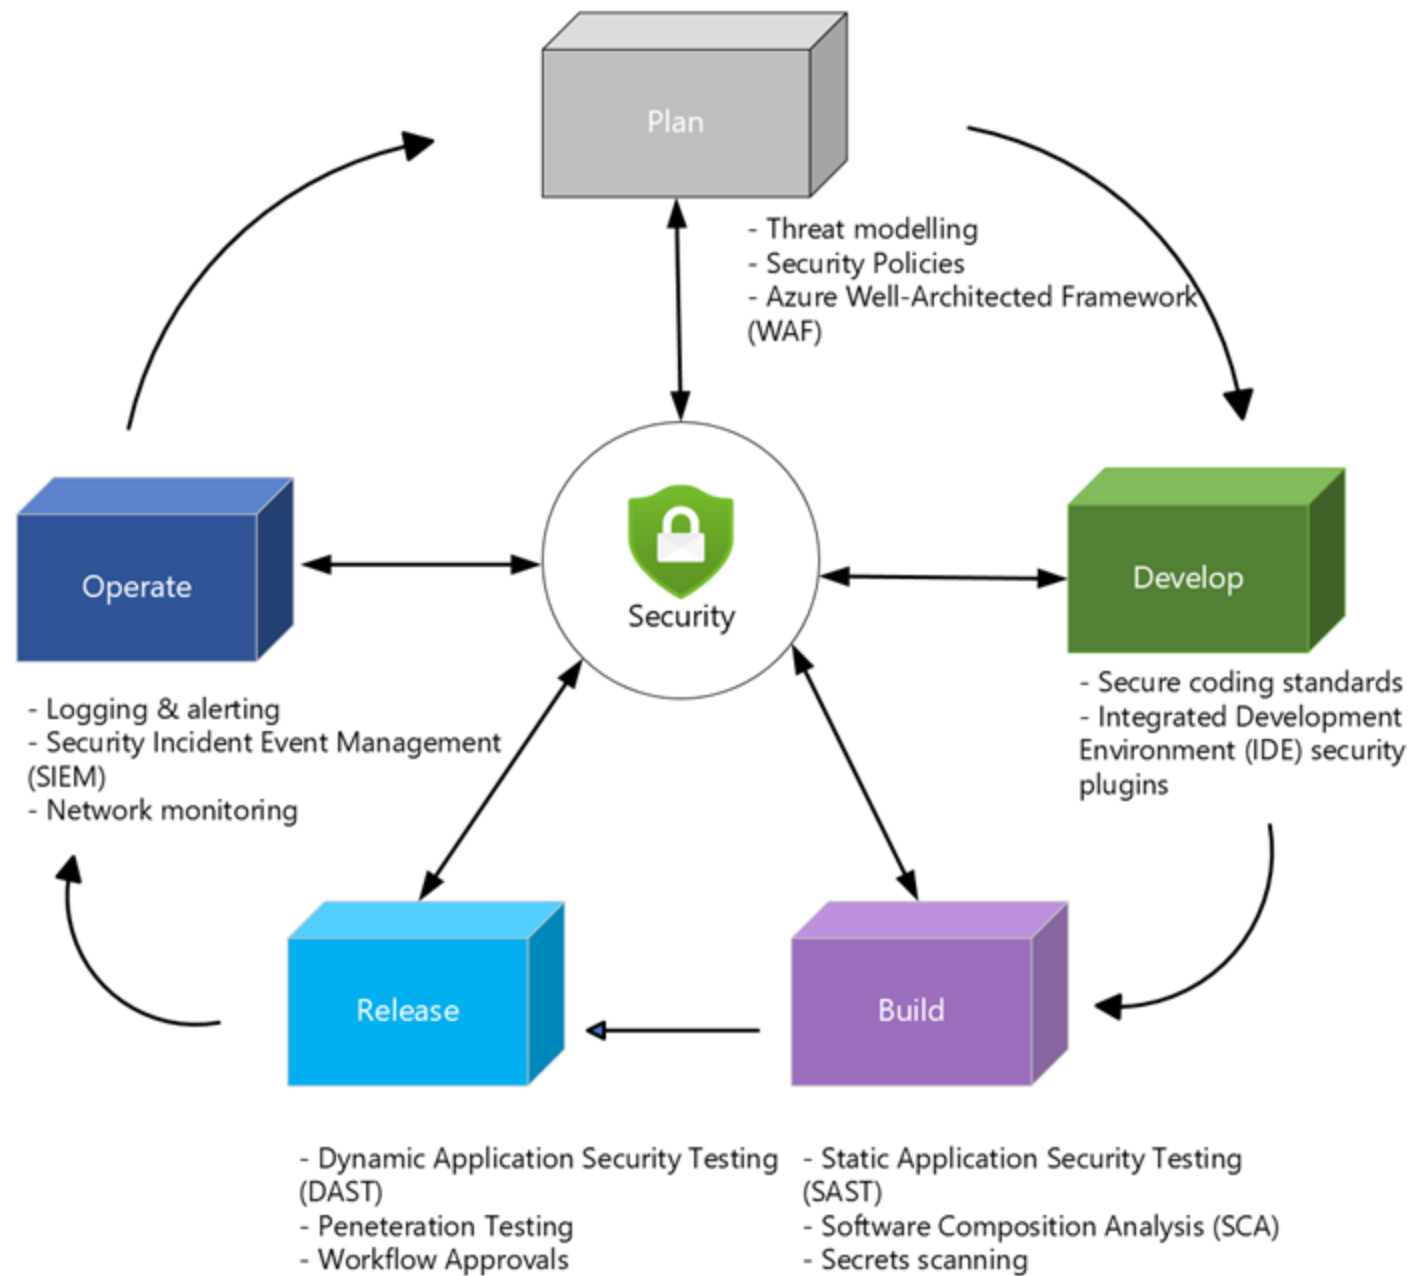 Plan
- Threat modelling
- Security Policies
- Azure Well-Architected Framework
(WAF)
Security
Operate
- Logging & alerting
- Security Incident Event Management
(SIEM)
- Network monitoring
Develop
- Secure coding standards
- Integrated Development
Environment (IDE) security
plugins
Release
- Dynamic Application Security Testing
(DAST)
- Peneteration Testing
- Workflow Approvals
Build
- Static Application Security Testing
(SAST)
- Software Composition Analysis (SCA)
- Secrets scanning